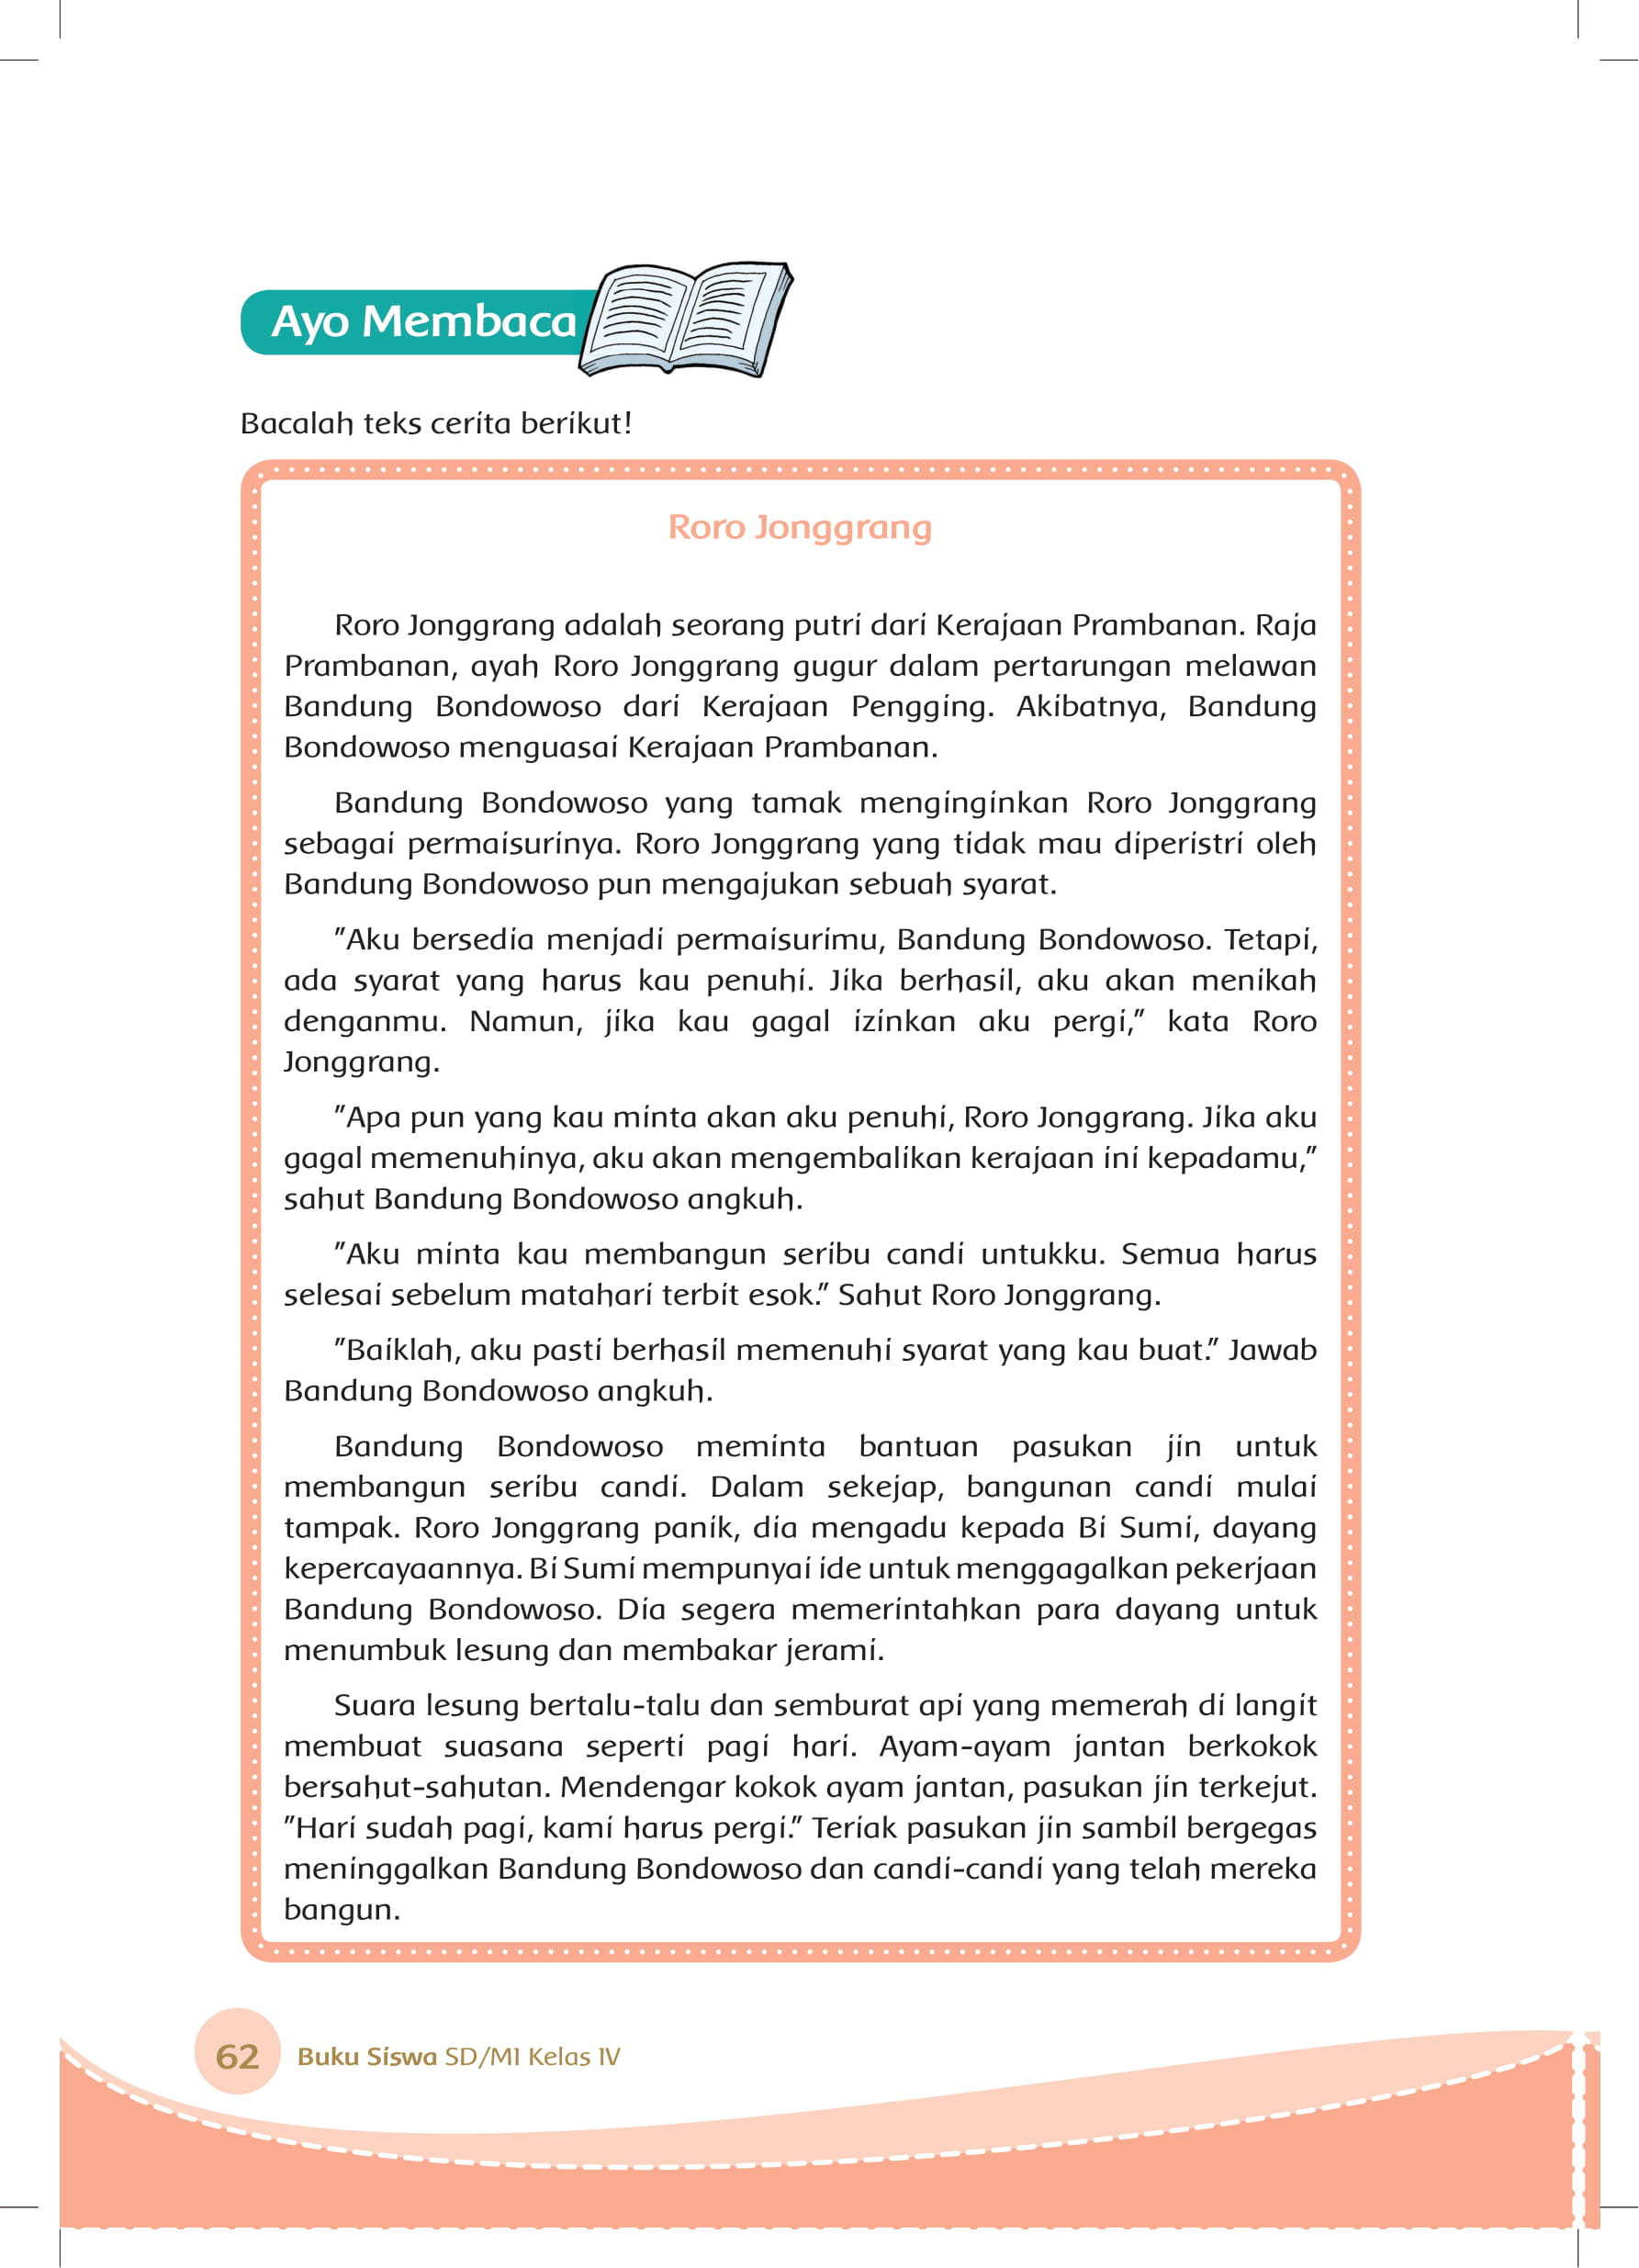 Ayo Membaca
Bacalah teks cerita berikut!
Roro Jonggrang
Roro Jonggrang adalah seorang putri dari Kerajaan Prambanan. Raja
Prambanan, ayah Roro Jonggrang gugur dalam pertarungan melawan
Bandung Bondowoso dari Kerajaan Pengging. Akibatnya, Bandung
Bondowoso menguasai Kerajaan Prambanan.
Bandung Bondowoso yang tamak menginginkan Roro Jonggrang
sebagai permaisurinya. Roro Jonggrang yang tidak mau diperistri oleh
Bandung Bondowoso pun mengajukan sebuah syarat.
"Aku bersedia menjadi permaisurimu, Bandung Bondowoso. Tetapi,
ada syarat yang harus kau penuhi. Jika berhasil, aku akan menikah
denganmu. Namun, jika kau gagal izinkan aku pergi," kata Roro
Jonggrang.
"Apa pun yang kau minta akan aku penuhi, Roro Jonggrang. Jika aku
gagal memenuhinya, aku akan mengembalikan kerajaan ini kepadamu,"
sahut Bandung Bondowoso angkuh.
"Aku minta kau membangun seribu candi untukku. Semua harus
selesai sebelum matahari terbit esok." Sahut Roro Jonggrang.
"Baiklah, aku pasti berhasil memenuhi syarat yang kau buat." Jawab
Bandung Bondowoso angkuh.
Bandung Bondowoso meminta bantuan pasukan jin untuk
membangun seribu candi. Dalam sekejap, bangunan candi mulai
tampak. Roro Jonggrang panik, dia mengadu kepada Bi Sumi, dayang
kepercayaannya. Bi Sumi mempunyai ide untuk menggagalkan pekerjaan
Bandung Bondowoso. Dia segera memerintahkan para dayang untuk
menumbuk lesung dan membakar jerami.
Suara lesung bertalu-talu dan semburat api yang memerah di langit
membuat suasana seperti pagi hari. Ayam-ayam jantan berkokok
bersahut-sahutan. Mendengar kokok ayam jantan, pasukan jin terkejut.
"Hari sudah pagi, kami harus pergi." Teriak pasukan jin sambil bergegas
meninggalkan Bandung Bondowoso dan candi-candi yang telah mereka
bangun.
62 Buku Siswa SD/MI Kelas IV